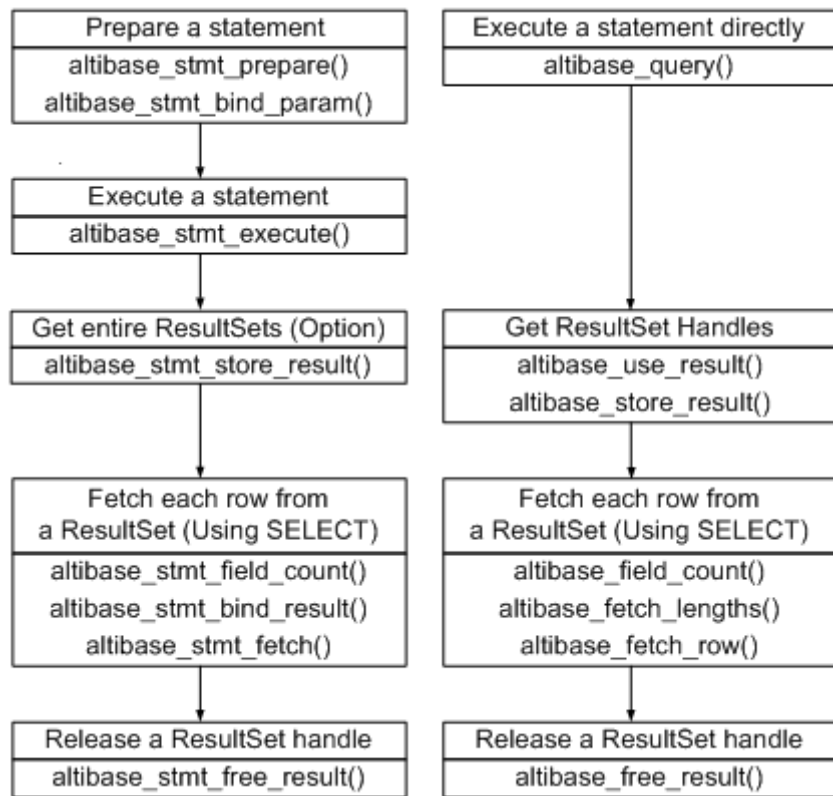 Prepare a statement
altibase_stmt_prepare()
altibase_stmt_bind_param()
Execute a statement
altibase_stmt_execute()
Get entire ResultSets (Option)
altibase_stmt_store_result()
Fetch each row from
a ResultSet (Using SELECT)
altibase_stmt_field_count()
altibase_stmt_bind_result()
altibase_stmt_fetch()
Release a ResultSet handle
altibase_stmt_free_result()
Execute a statement directly
altibase_query()
Get ResultSet Handles
altibase_use_result()
altibase_store_result()
Fetch each row from
a ResultSet (Using SELECT)
altibase_field_count()
altibase_fetch_lengths()
altibase_fetch_row()
Release a ResultSet handle
altibase_free_result()